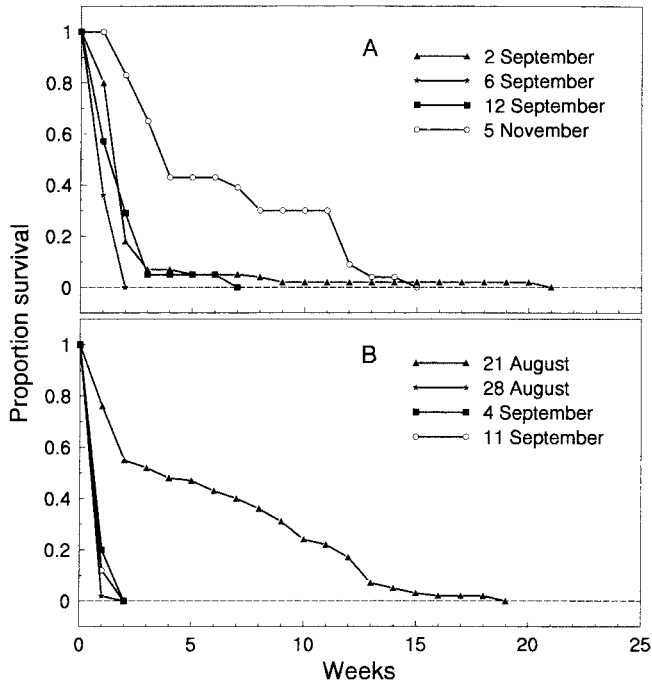 A
1
0.8
0.6
0.4
0.2
0
2 September
6 September
12 September
5 November
Proportion survival
B
1
0.8
0.6
0.4
0.2
0
21 August
28 August
4 September
11 September
0 5 10 15 20 25
Weeks